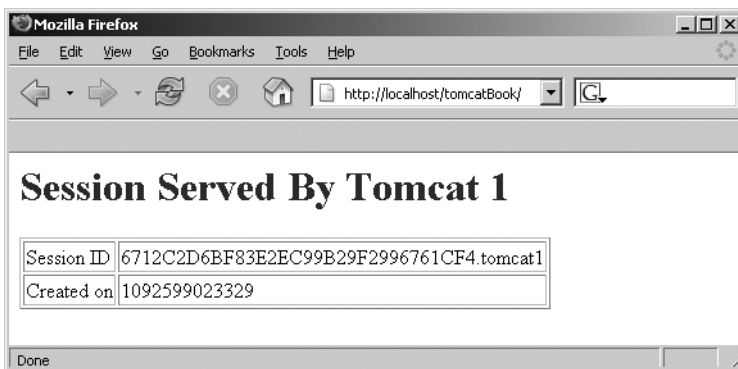 Mozilla Firefox
File Edit View Go Bookmarks Tools Help
http://localhost/tomcatBook/ G
Session Served By Tomcat 1
Session ID 6712C2D6BF83E2EC99B29F2996761CF4.tomcat1
Created on 1092599023329
Done